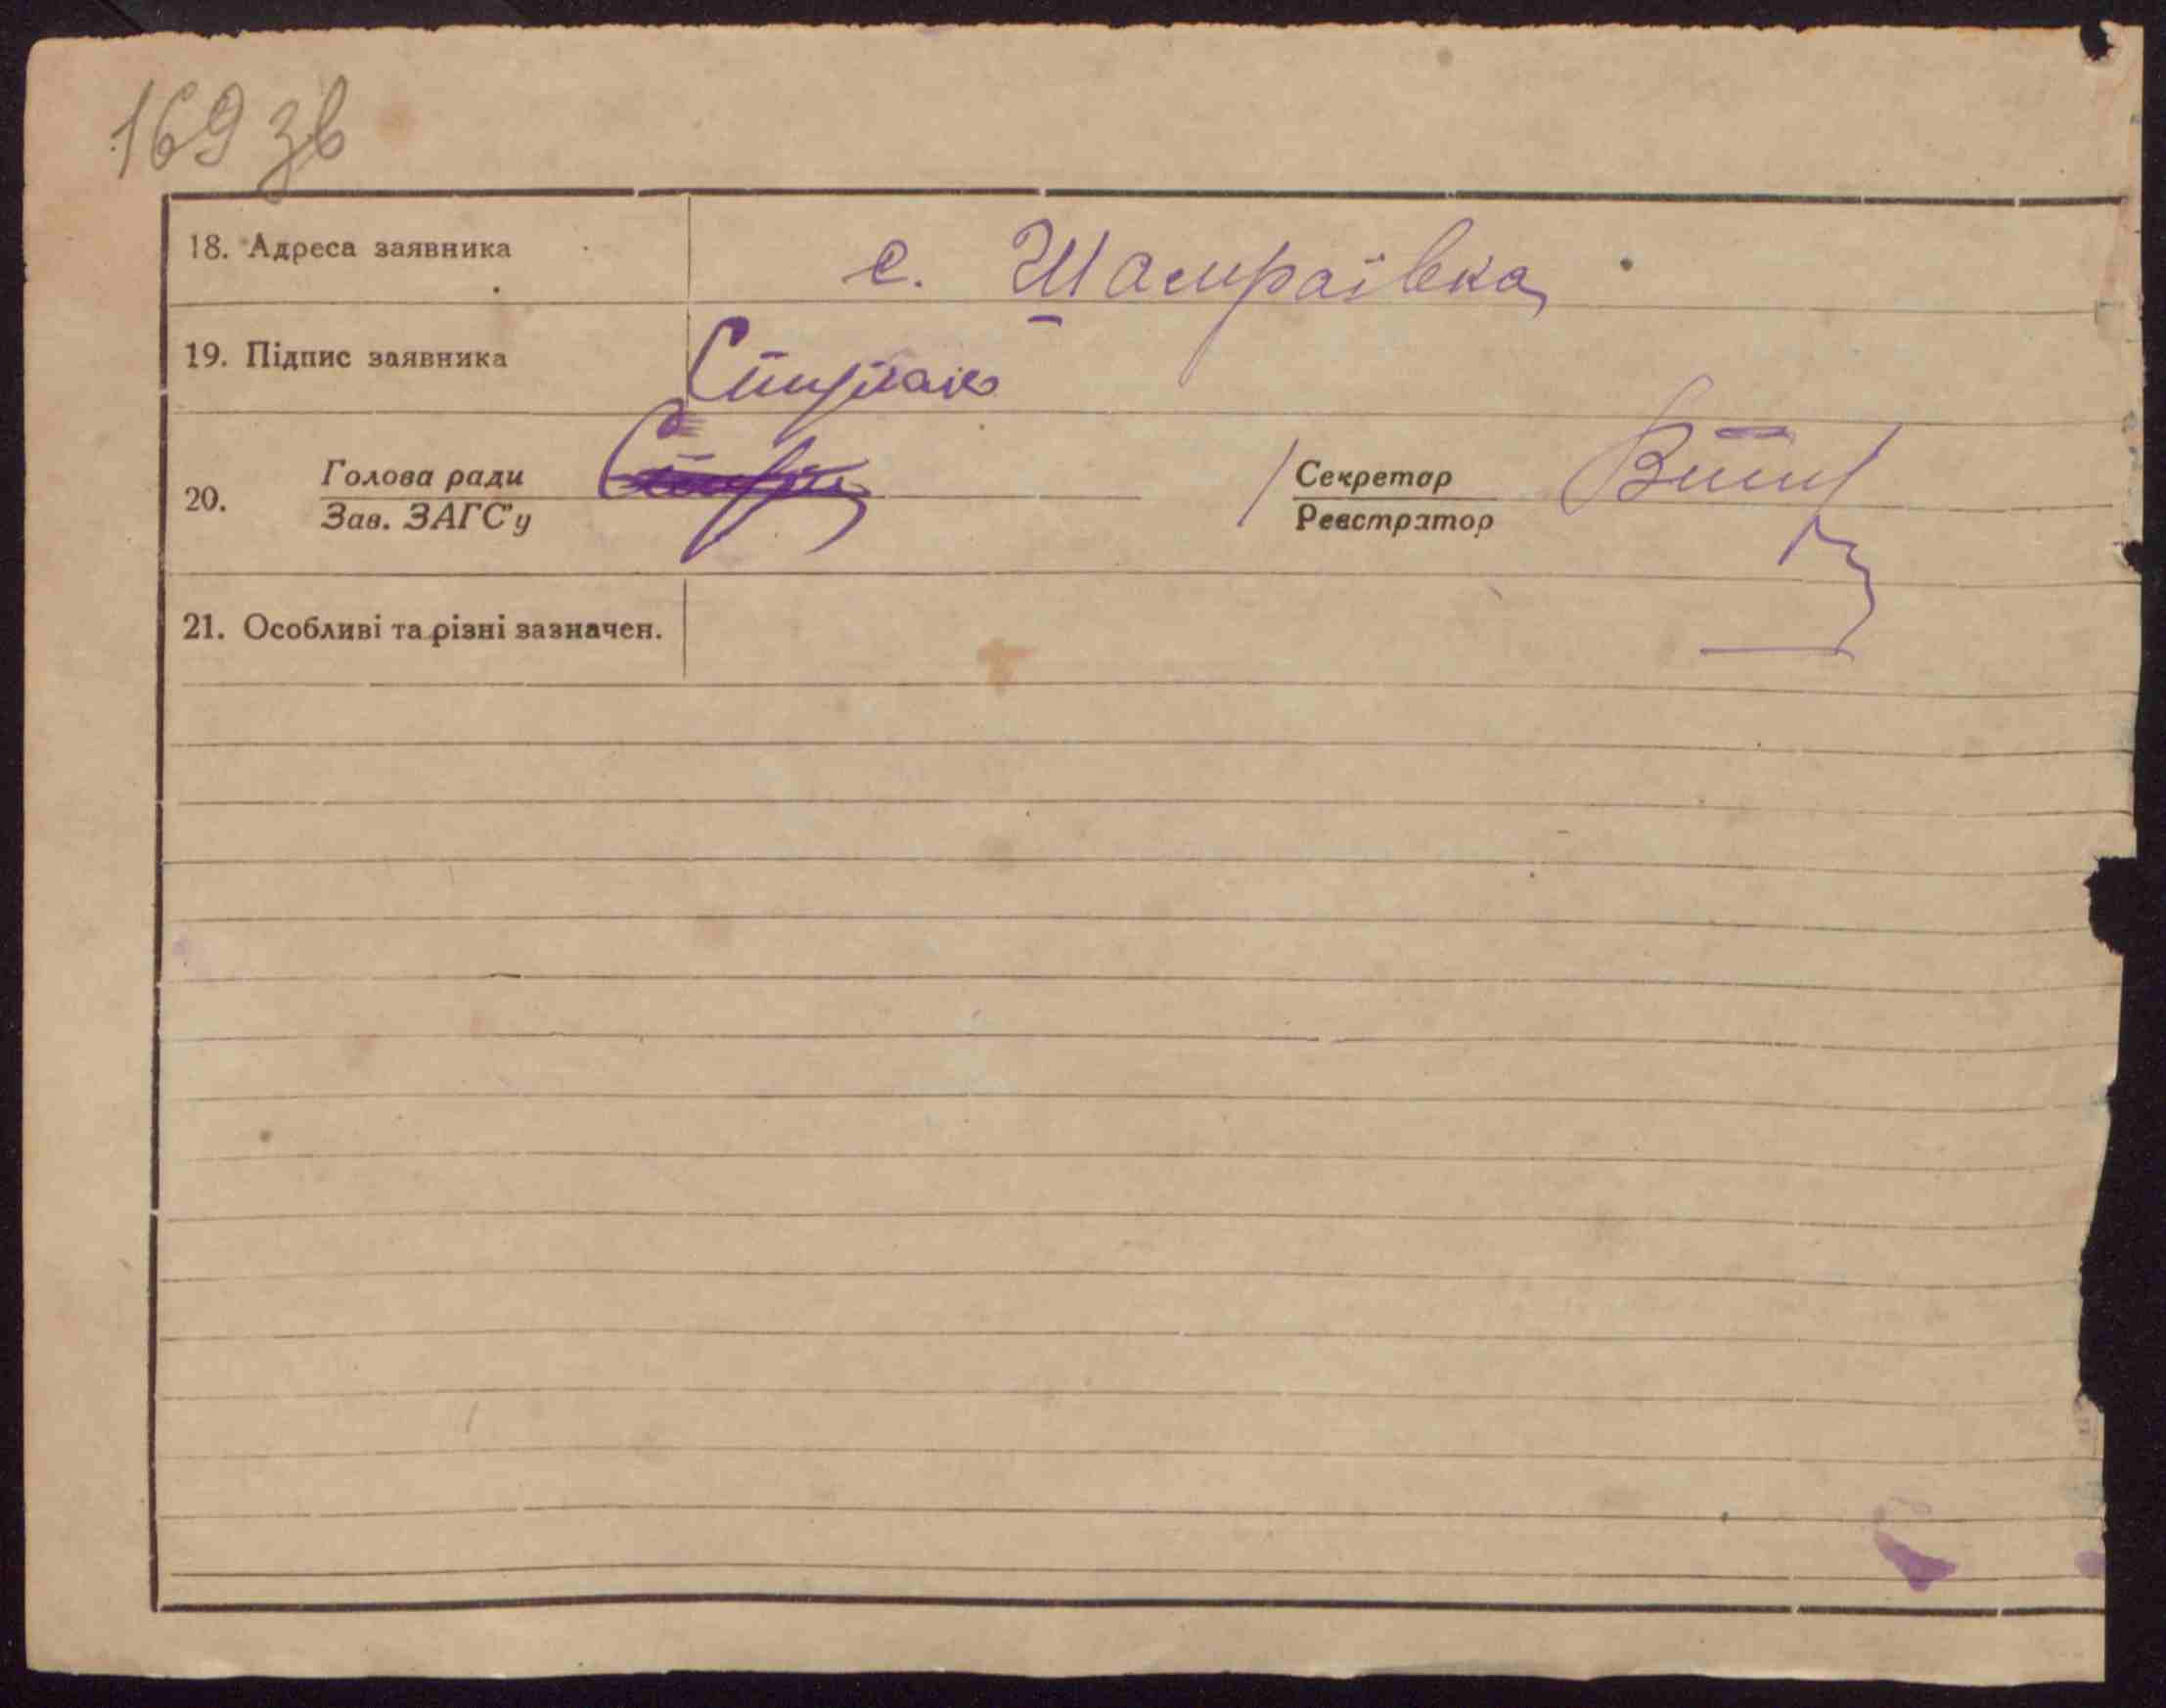 169 зв
18. Адреса заявника с. Шамраївка
19. Підпис заявника
20. Голова ради Секретар
Зав. ЗАГС'у Реєстратор
21. Особливі та різні зазначен.